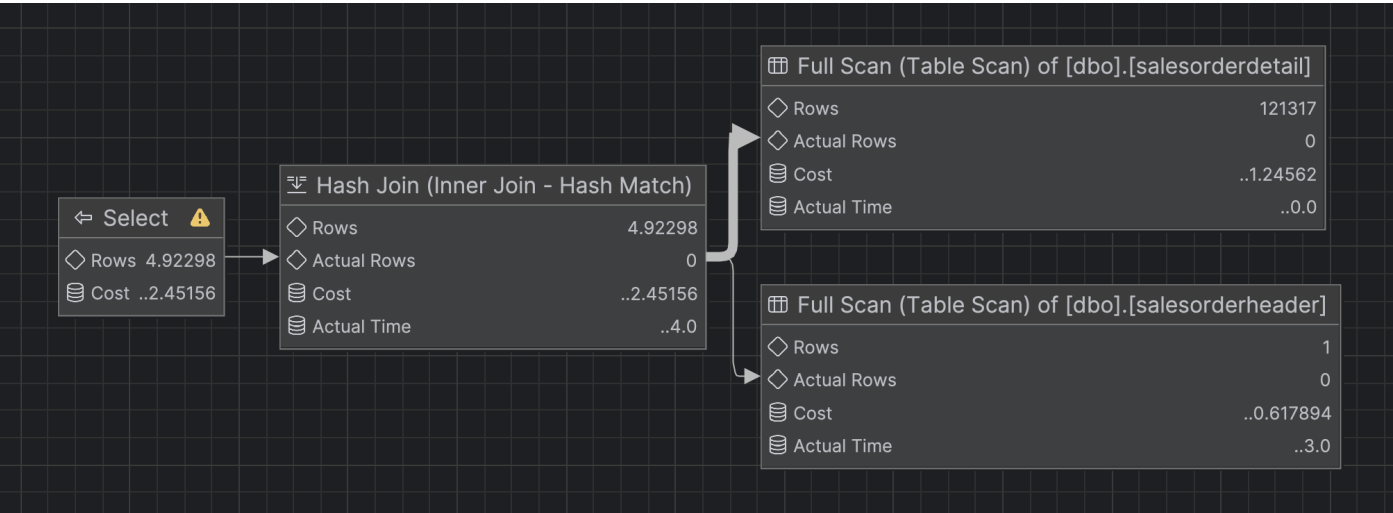 Select
Rows 4.92298
Cost ..2.45156
Hash Join (Inner Join - Hash Match)
Rows 4.92298
Actual Rows 0
Cost ..2.45156
Actual Time ..4.0
Full Scan (Table Scan) of [dbo].[salesorderdetail]
Rows 121317
Actual Rows 0
Cost ..1.24562
Actual Time ..0.0
Full Scan (Table Scan) of [dbo].[salesorderheader]
Rows 1
Actual Rows 0
Cost ..0.617894
Actual Time ..3.0